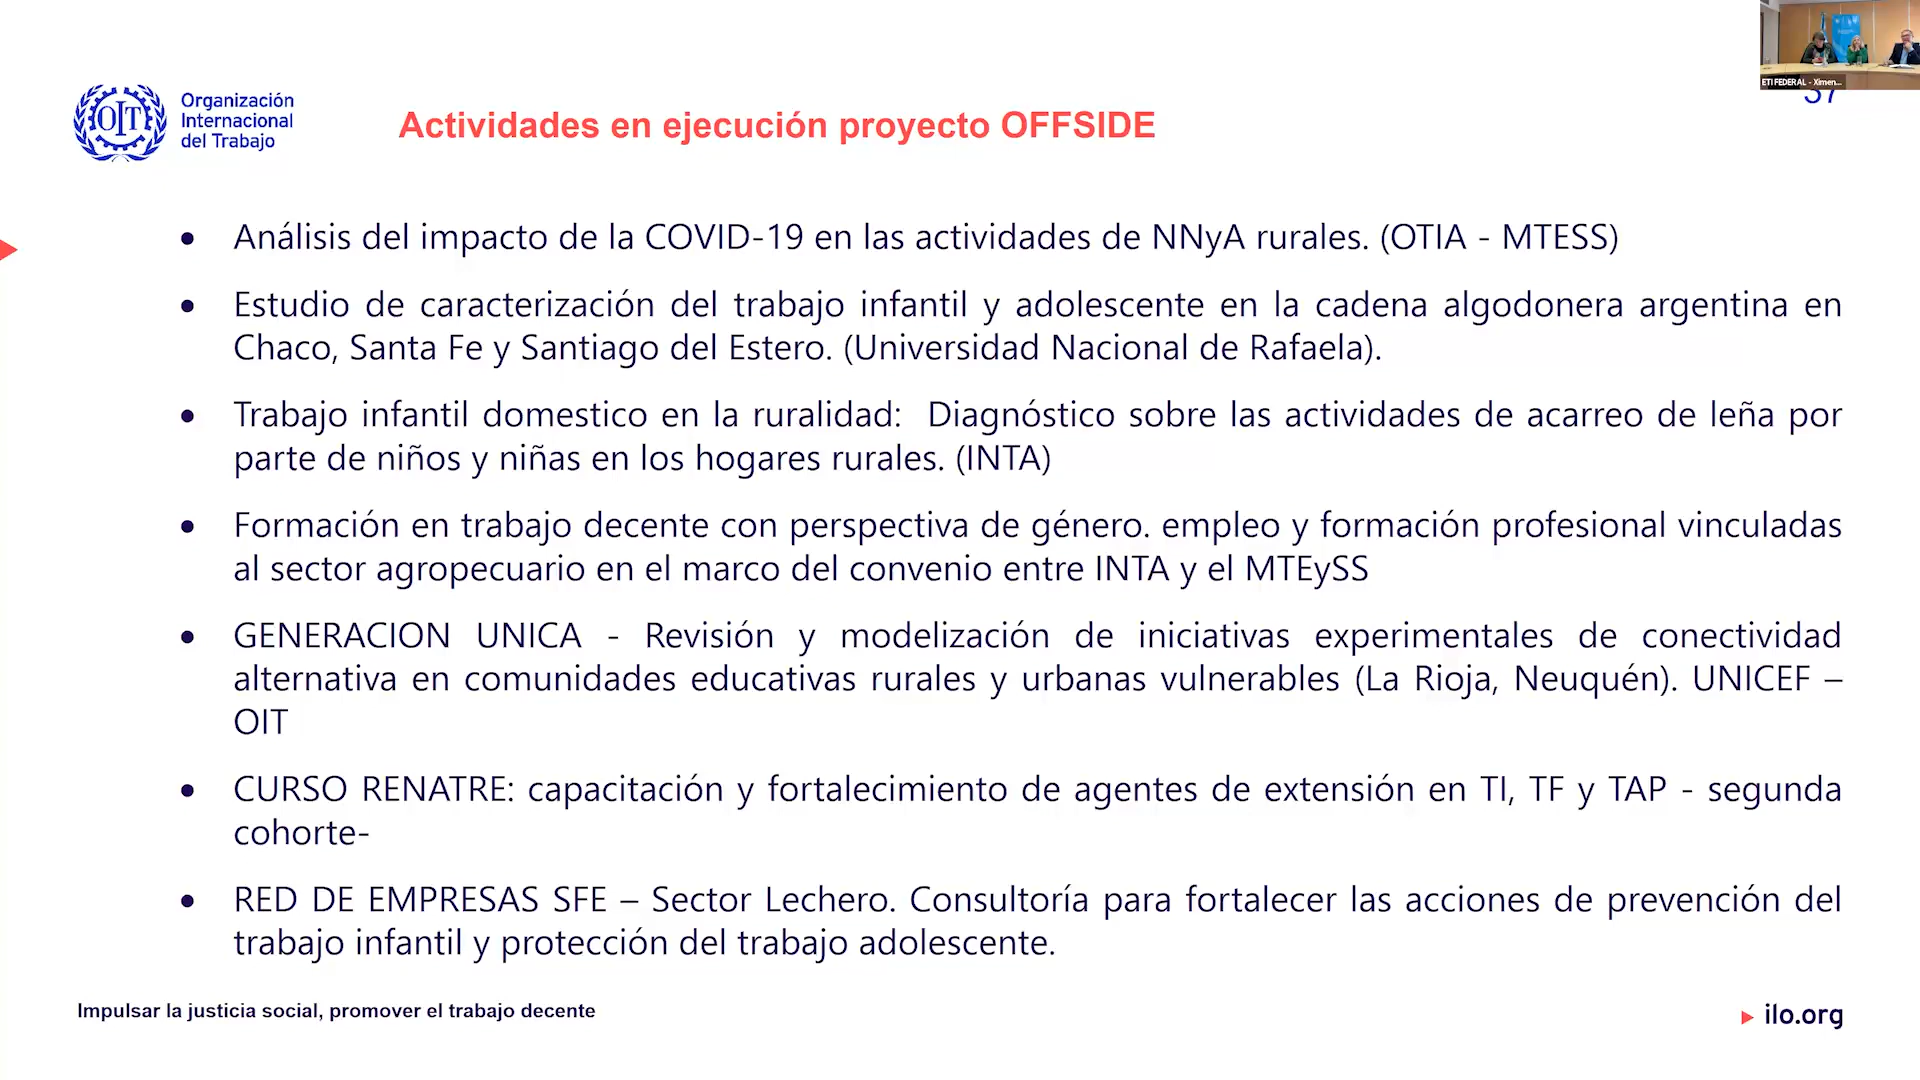 ETI FEDERAL - Ximen...
37
OIT
Organización
Internacional
del Trabajo
Actividades en ejecución proyecto OFFSIDE
• Análisis del impacto de la COVID-19 en las actividades de NNyA rurales. (OTIA - MTESS)
• Estudio de caracterización del trabajo infantil y adolescente en la cadena algodonera argentina en
Chaco, Santa Fe y Santiago del Estero. (Universidad Nacional de Rafaela).
• Trabajo infantil domestico en la ruralidad: Diagnóstico sobre las actividades de acarreo de leña por
parte de niños y niñas en los hogares rurales. (INTA)
• Formación en trabajo decente con perspectiva de género. empleo y formación profesional vinculadas
al sector agropecuario en el marco del convenio entre INTA y el MTEySS
• GENERACION UNICA - Revisión y modelización de iniciativas experimentales de conectividad
alternativa en comunidades educativas rurales y urbanas vulnerables (La Rioja, Neuquén). UNICEF –
OIT
• CURSO RENATRE: capacitación y fortalecimiento de agentes de extensión en TI, TF y TAP - segunda
cohorte-
• RED DE EMPRESAS SFE – Sector Lechero. Consultoría para fortalecer las acciones de prevención del
trabajo infantil y protección del trabajo adolescente.
Impulsar la justicia social, promover el trabajo decente
ilo.org